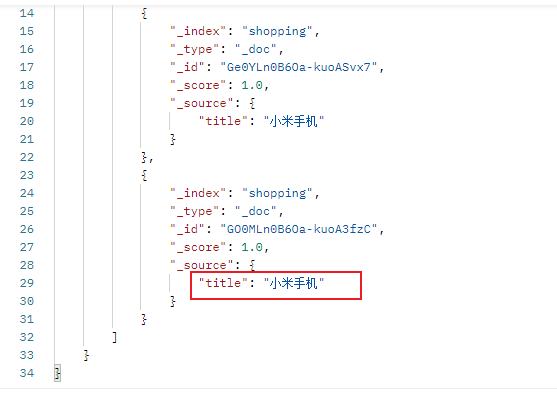 14 {
15 "_index": "shopping",
16 "_type": "_doc",
17 "_id": "Ge0YLn0B6Oa-kuoASvx7",
18 "_score": 1.0,
19 "_source": {
20 "title": "小米手机"
21 }
22 },
23 {
24 "_index": "shopping",
25 "_type": "_doc",
26 "_id": "GO0MLn0B6Oa-kuoA3fzC",
27 "_score": 1.0,
28 "_source": {
29 "title": "小米手机"
30 }
31 }
32 ]
33 }
34 }